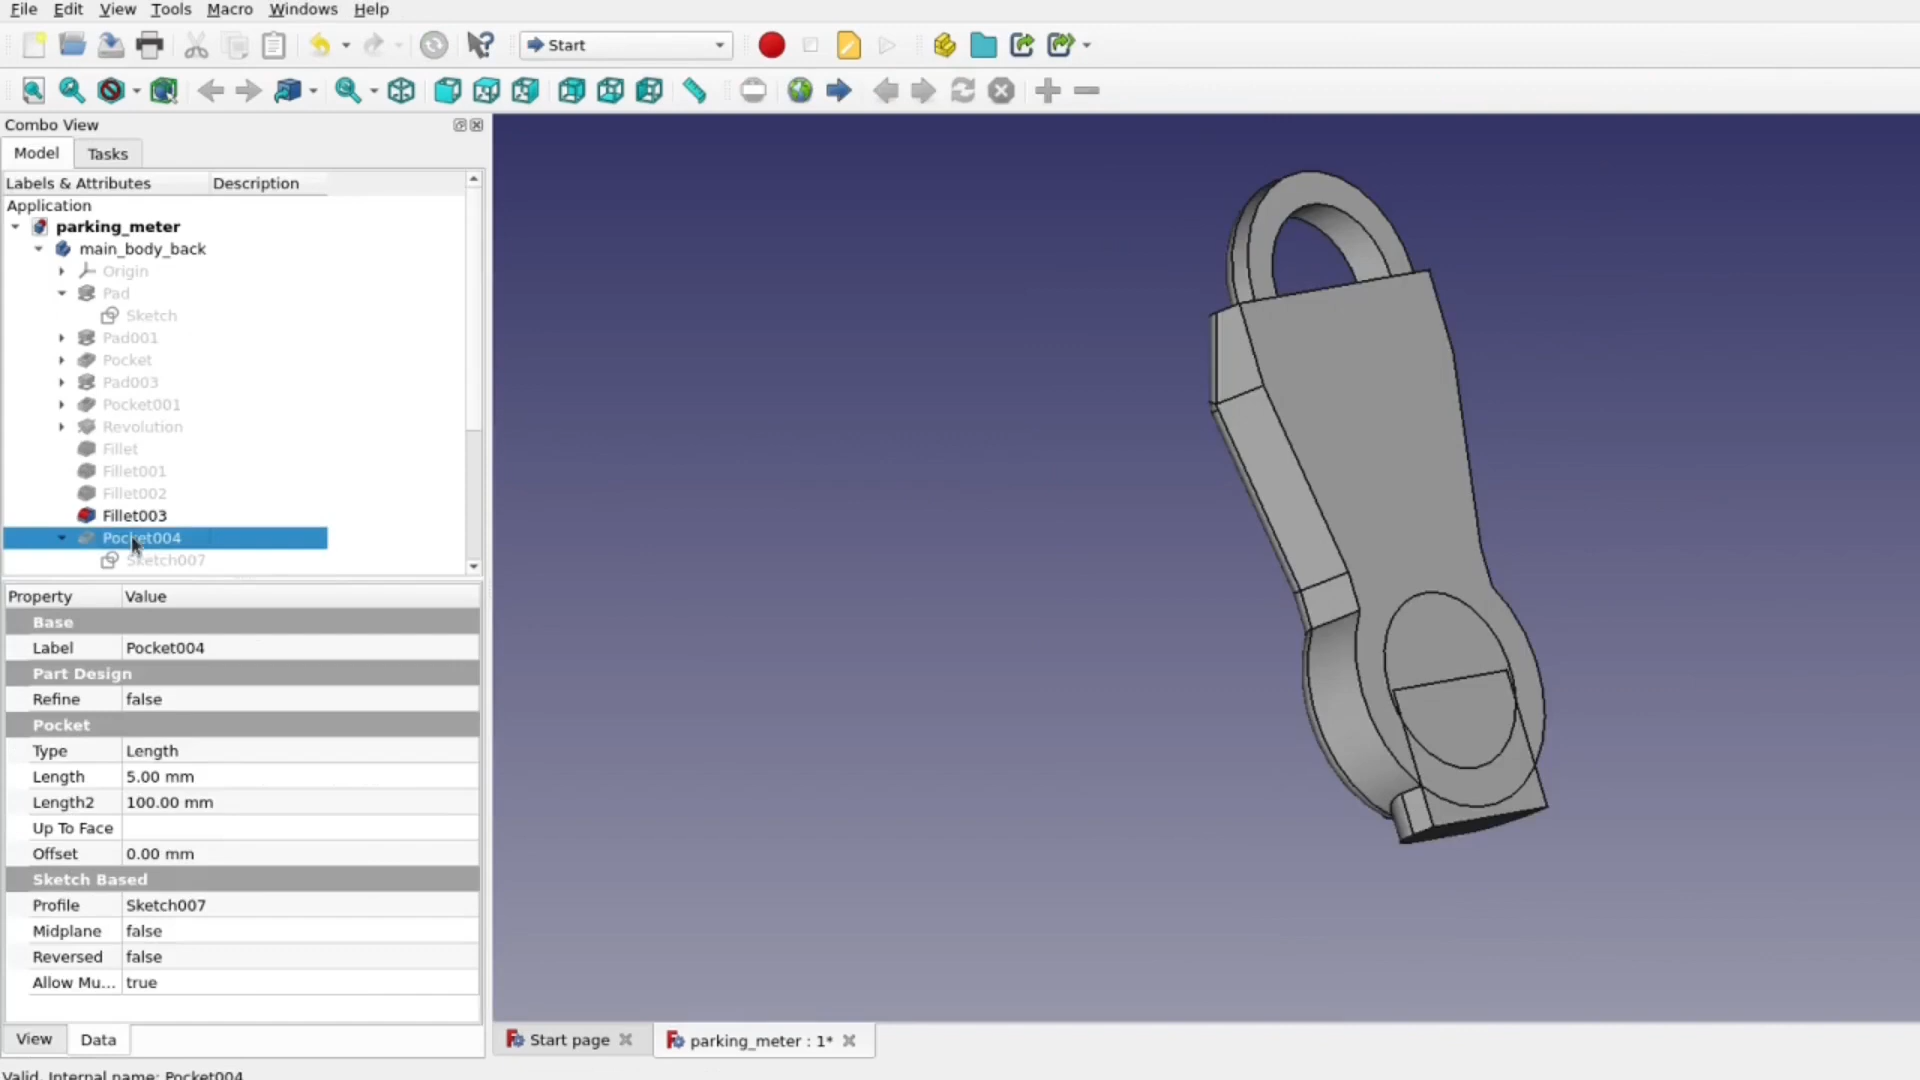 File Edit View Tools Macro Windows Help
Start
Combo View
Model Tasks
Labels & Attributes Description
Application
parking_meter
main_body_back
Origin
Pad
Sketch
Pad001
Pocket
Pad003
Pocket001
Revolution
Fillet
Fillet001
Fillet002
Fillet003
Pocket004
Sketch007
Property Value
Base
Label Pocket004
Part Design
Refine false
Pocket
Type Length
Length 5.00 mm
Length2 100.00 mm
Up To Face
Offset 0.00 mm
Sketch Based
Profile Sketch007
Midplane false
Reversed false
Allow Mu... true
View Data
Start page parking_meter : 1*
Valid, Internal name: Pocket004